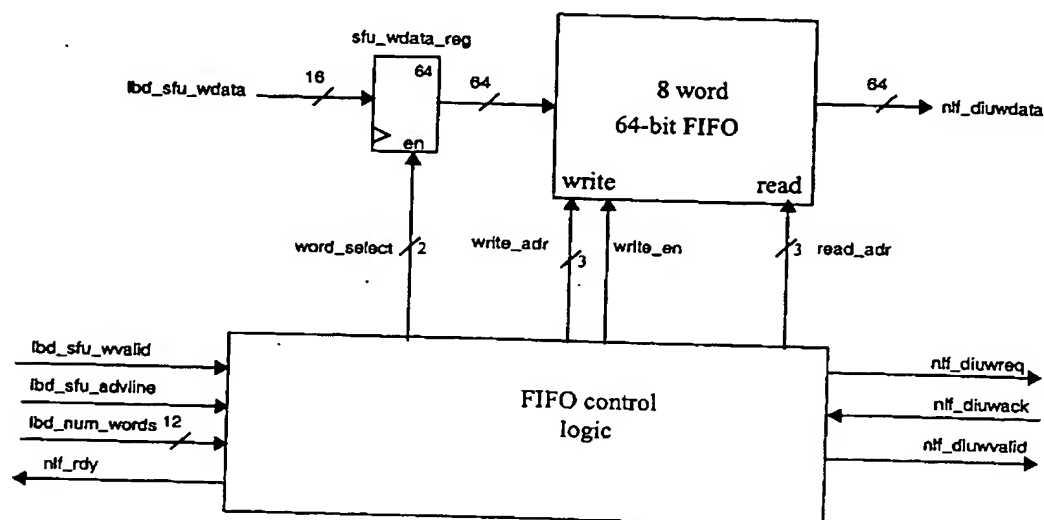 sfu_wdata_reg
lbd_sfu_wdata
16
64
en
64
8 word
64-bit FIFO
write
read
64
nlf_diuwdata
word_select
2
write_adr
3
write_en
3
read_adr
lbd_sfu_wvalid
lbd_sfu_advline
lbd_num_words
12
nlf_rdy
FIFO control
logic
nlf_diuwreq
nlf_diuwack
nlf_diuwvalid